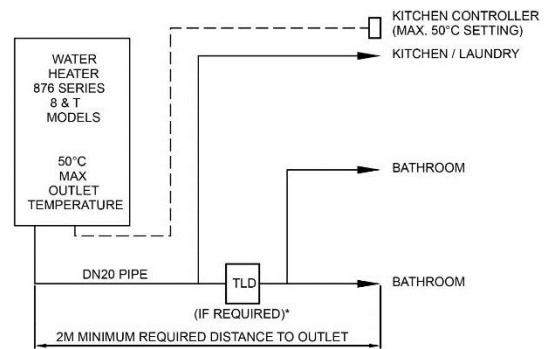 WATER
HEATER
876 SERIES
8 & T
MODELS
50°C
MAX
OUTLET
TEMPERATURE
KITCHEN CONTROLLER
(MAX. 50°C SETTING)
KITCHEN / LAUNDRY
BATHROOM
DN20 PIPE
TLD
(IF REQUIRED)*
BATHROOM
2M MINIMUM REQUIRED DISTANCE TO OUTLET